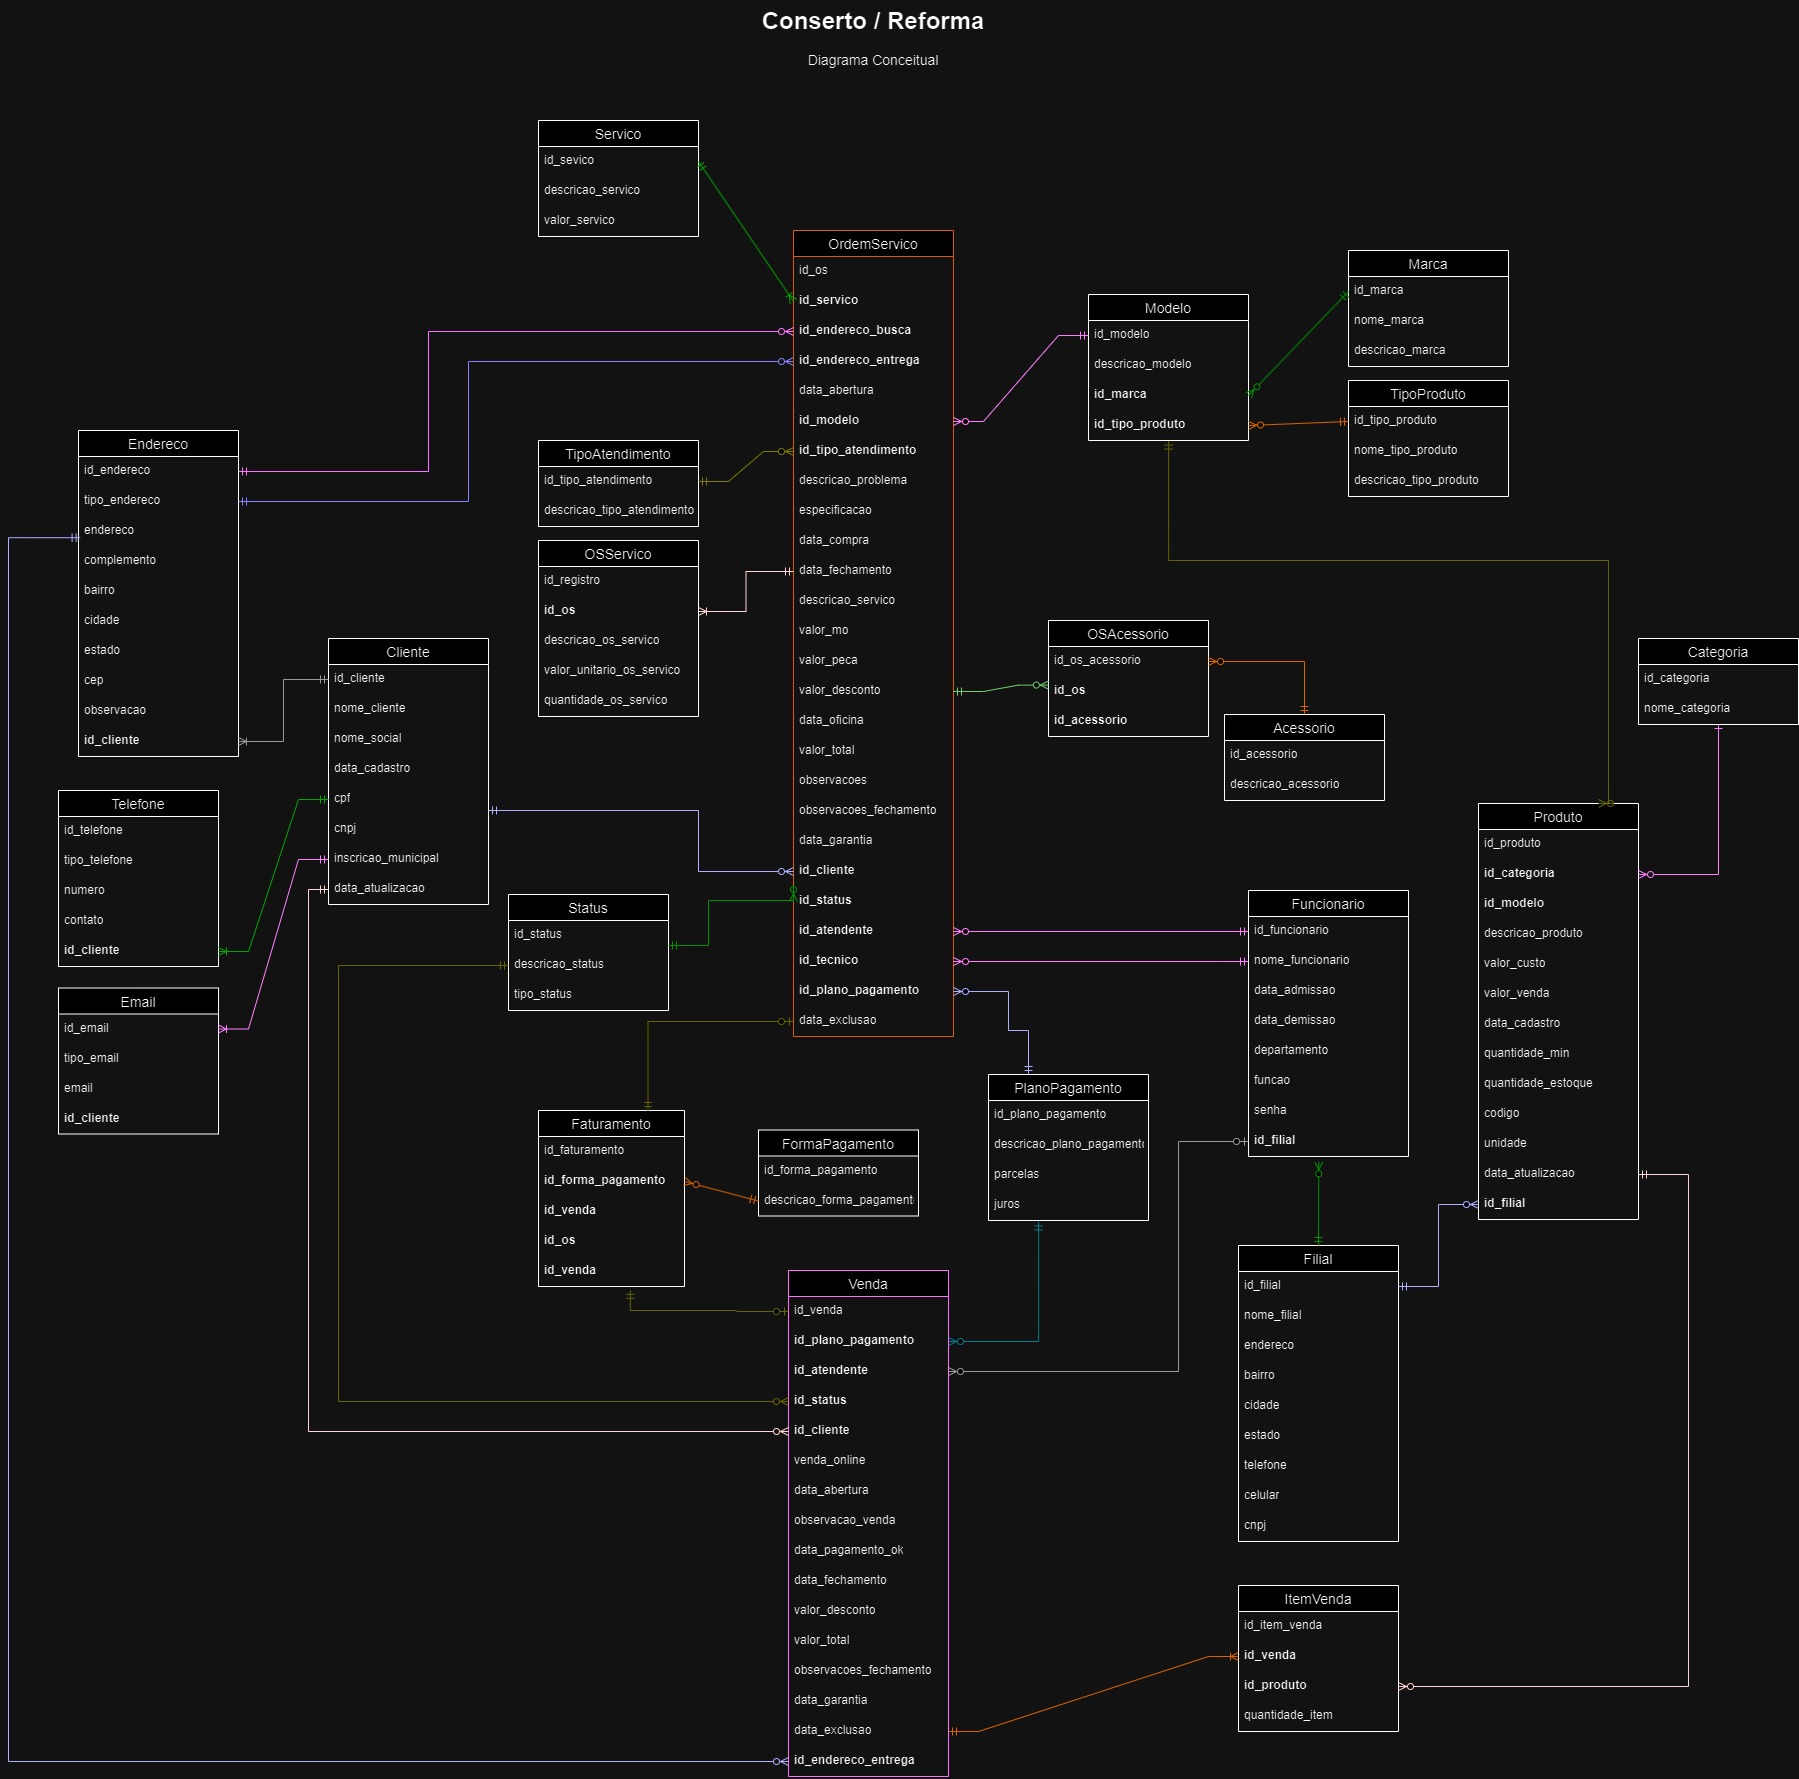 Conserto / Reforma
Diagrama Conceitual
Servico
id_sevico
descricao_servico
valor_servico
OrdemServico
id_os
id_servico
id_endereco_busca
id_endereco_entrega
data_abertura
id_modelo
id_tipo_atendimento
descricao_problema
especificacao
data_compra
data_fechamento
descricao_servico
valor_mo
valor_peca
valor_desconto
data_oficina
valor_total
observacoes
observacoes_fechamento
data_garantia
id_cliente
id_status
id_atendente
id_tecnico
id_plano_pagamento
data_exclusao
Marca
id_marca
nome_marca
descricao_marca
Modelo
id_modelo
descricao_modelo
id_marca
id_tipo_produto
TipoProduto
id_tipo_produto
nome_tipo_produto
descricao_tipo_produto
Endereco
id_endereco
tipo_endereco
endereco
complemento
bairro
cidade
estado
cep
observacao
id_cliente
TipoAtendimento
id_tipo_atendimento
descricao_tipo_atendimento
OSServico
id_registro
id_os
descricao_os_servico
valor_unitario_os_servico
quantidade_os_servico
Cliente
id_cliente
nome_cliente
nome_social
data_cadastro
cpf
cnpj
inscricao_municipal
data_atualizacao
OSAcessorio
id_os_acessorio
id_os
id_acessorio
Acessorio
id_acessorio
descricao_acessorio
Categoria
id_categoria
nome_categoria
Telefone
id_telefone
tipo_telefone
numero
contato
id_cliente
Email
id_email
tipo_email
email
id_cliente
Status
id_status
descricao_status
tipo_status
Funcionario
id_funcionario
nome_funcionario
data_admissao
data_demissao
departamento
funcao
senha
id_filial
Produto
id_produto
id_categoria
id_modelo
descricao_produto
valor_custo
valor_venda
data_cadastro
quantidade_min
quantidade_estoque
codigo
unidade
data_atualizacao
id_filial
Faturamento
id_faturamento
id_forma_pagamento
id_venda
id_os
id_venda
FormaPagamento
id_forma_pagamento
descricao_forma_pagament
PlanoPagamento
id_plano_pagamento
descricao_plano_pagament
parcelas
juros
Venda
id_venda
id_plano_pagamento
id_atendente
id_status
id_cliente
venda_online
data_abertura
observacao_venda
data_pagamento_ok
data_fechamento
valor_desconto
valor_total
observacoes_fechamento
data_garantia
data_exclusao
id_endereco_entrega
Filial
id_filial
nome_filial
endereco
bairro
cidade
estado
telefone
celular
cnpj
ItemVenda
id_item_venda
id_venda
id_produto
quantidade_item